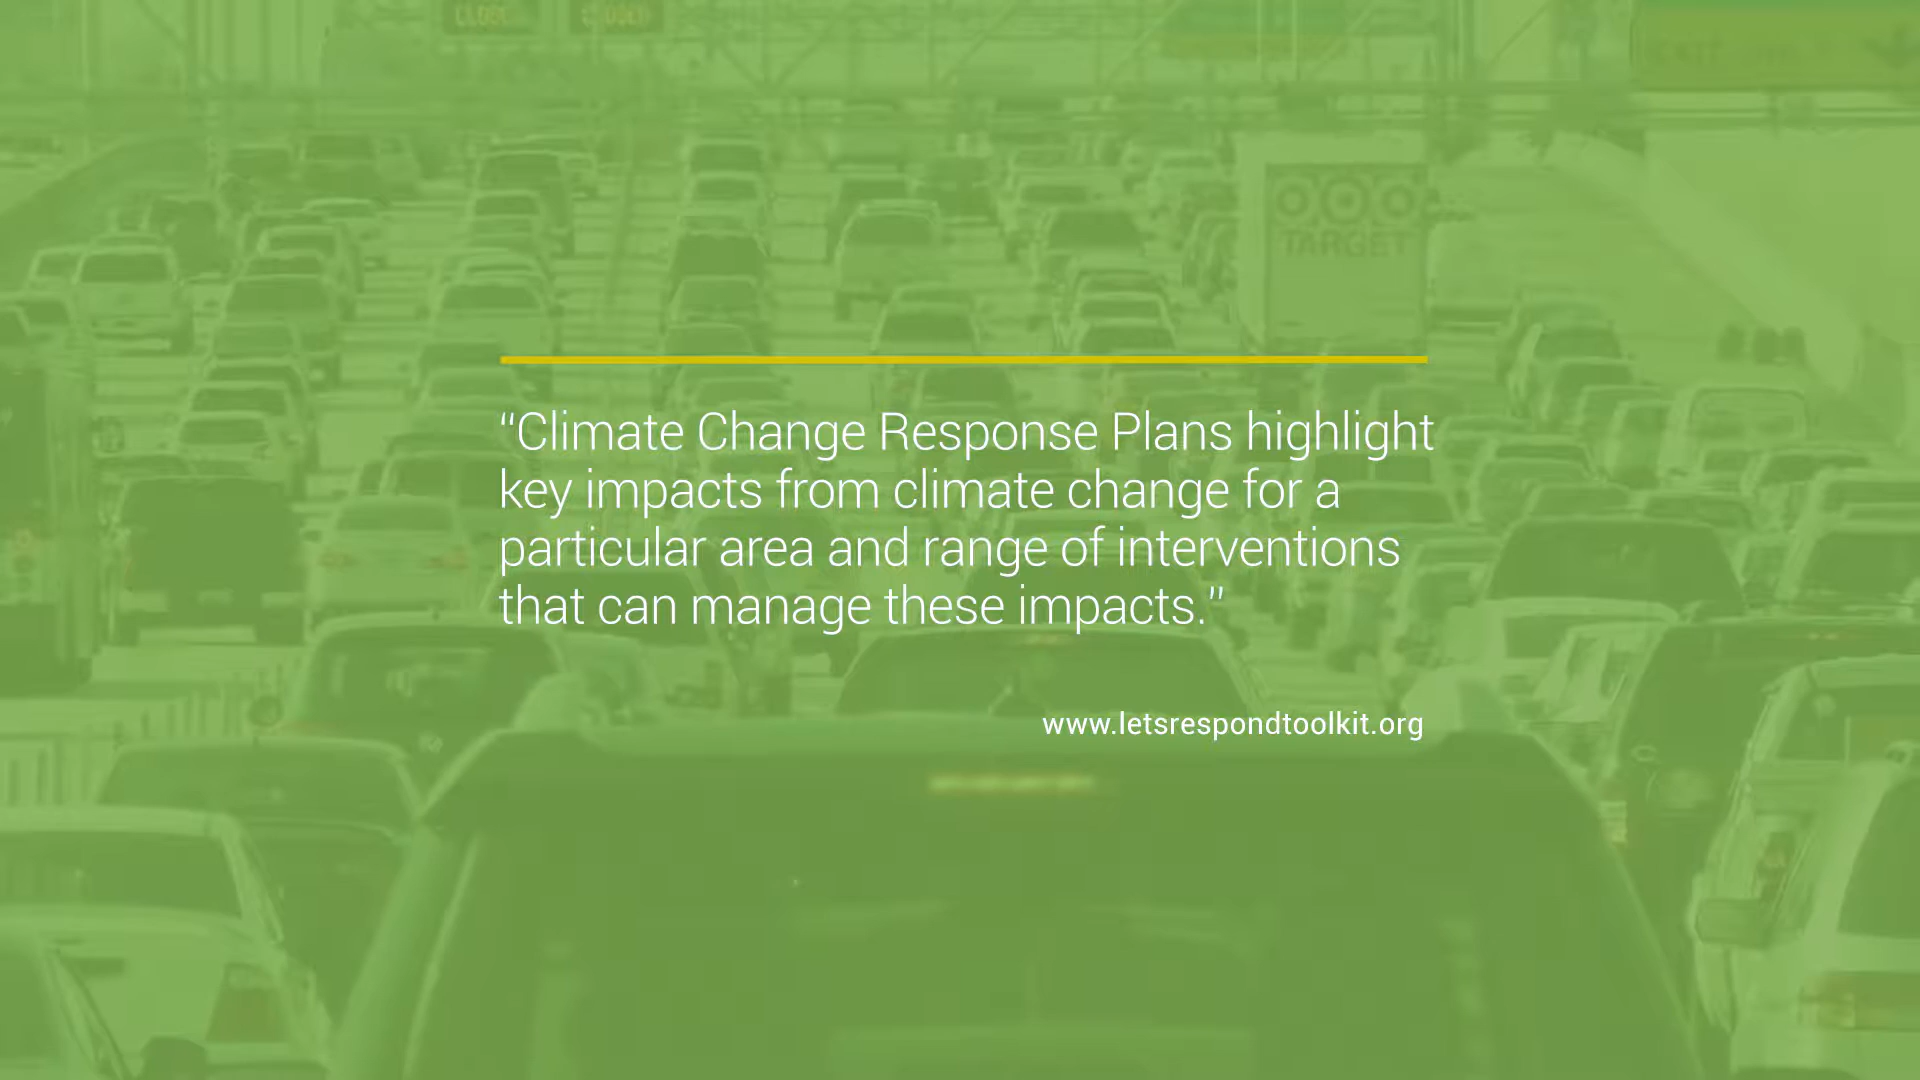 TARGET
“Climate Change Response Plans highlight
key impacts from climate change for a
particular area and range of interventions
that can manage these impacts.”
www.letsrespondtoolkit.org